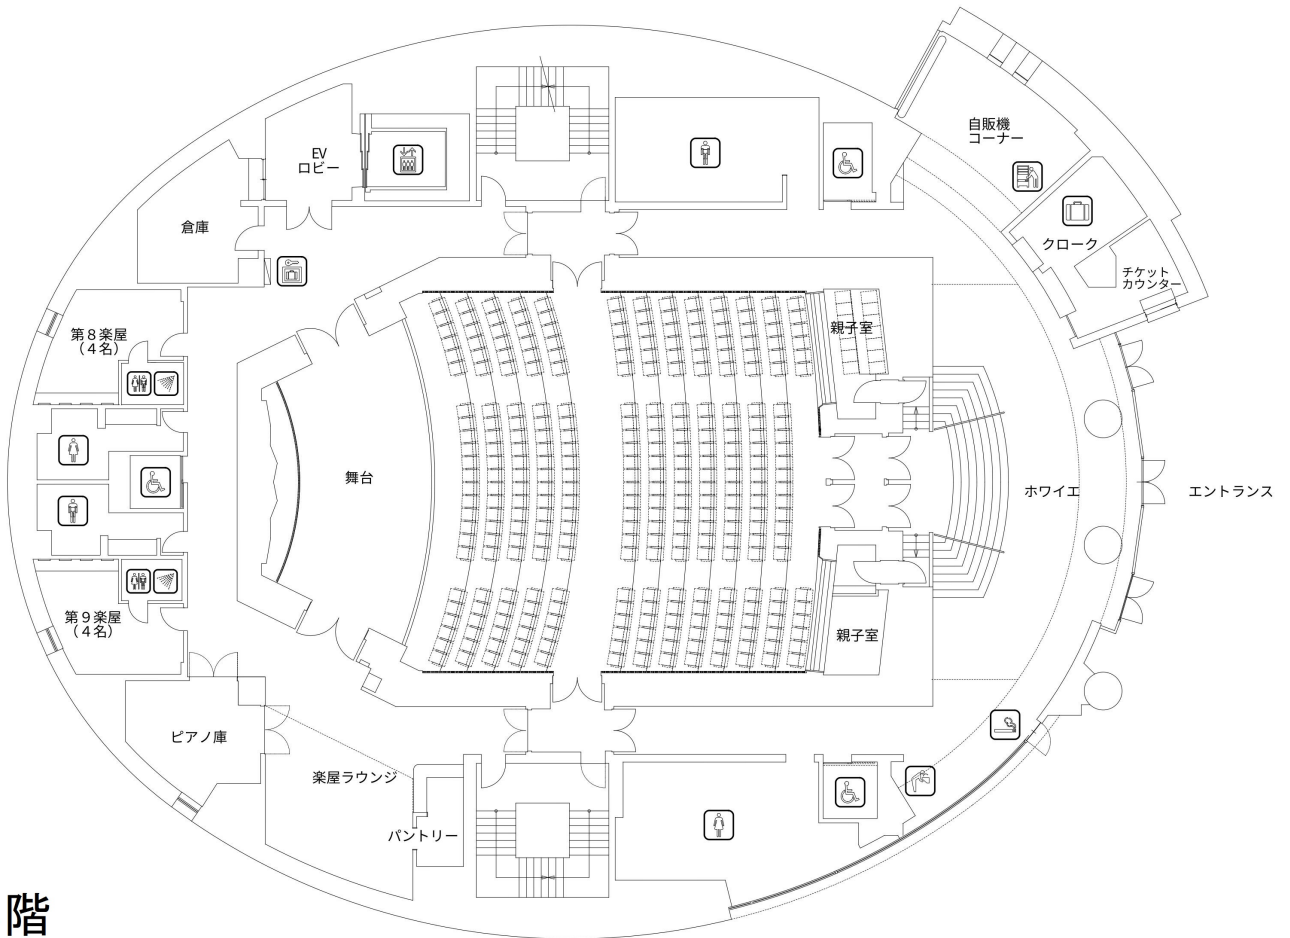 自販機
コーナー
EV
ロビー
倉庫
クローク
チケット
カウンター
第８楽屋
（４名）
親子室
舞台
ホワイエ
エントランス
第９楽屋
（４名）
親子室
ピアノ庫
楽屋ラウンジ
パントリー
階